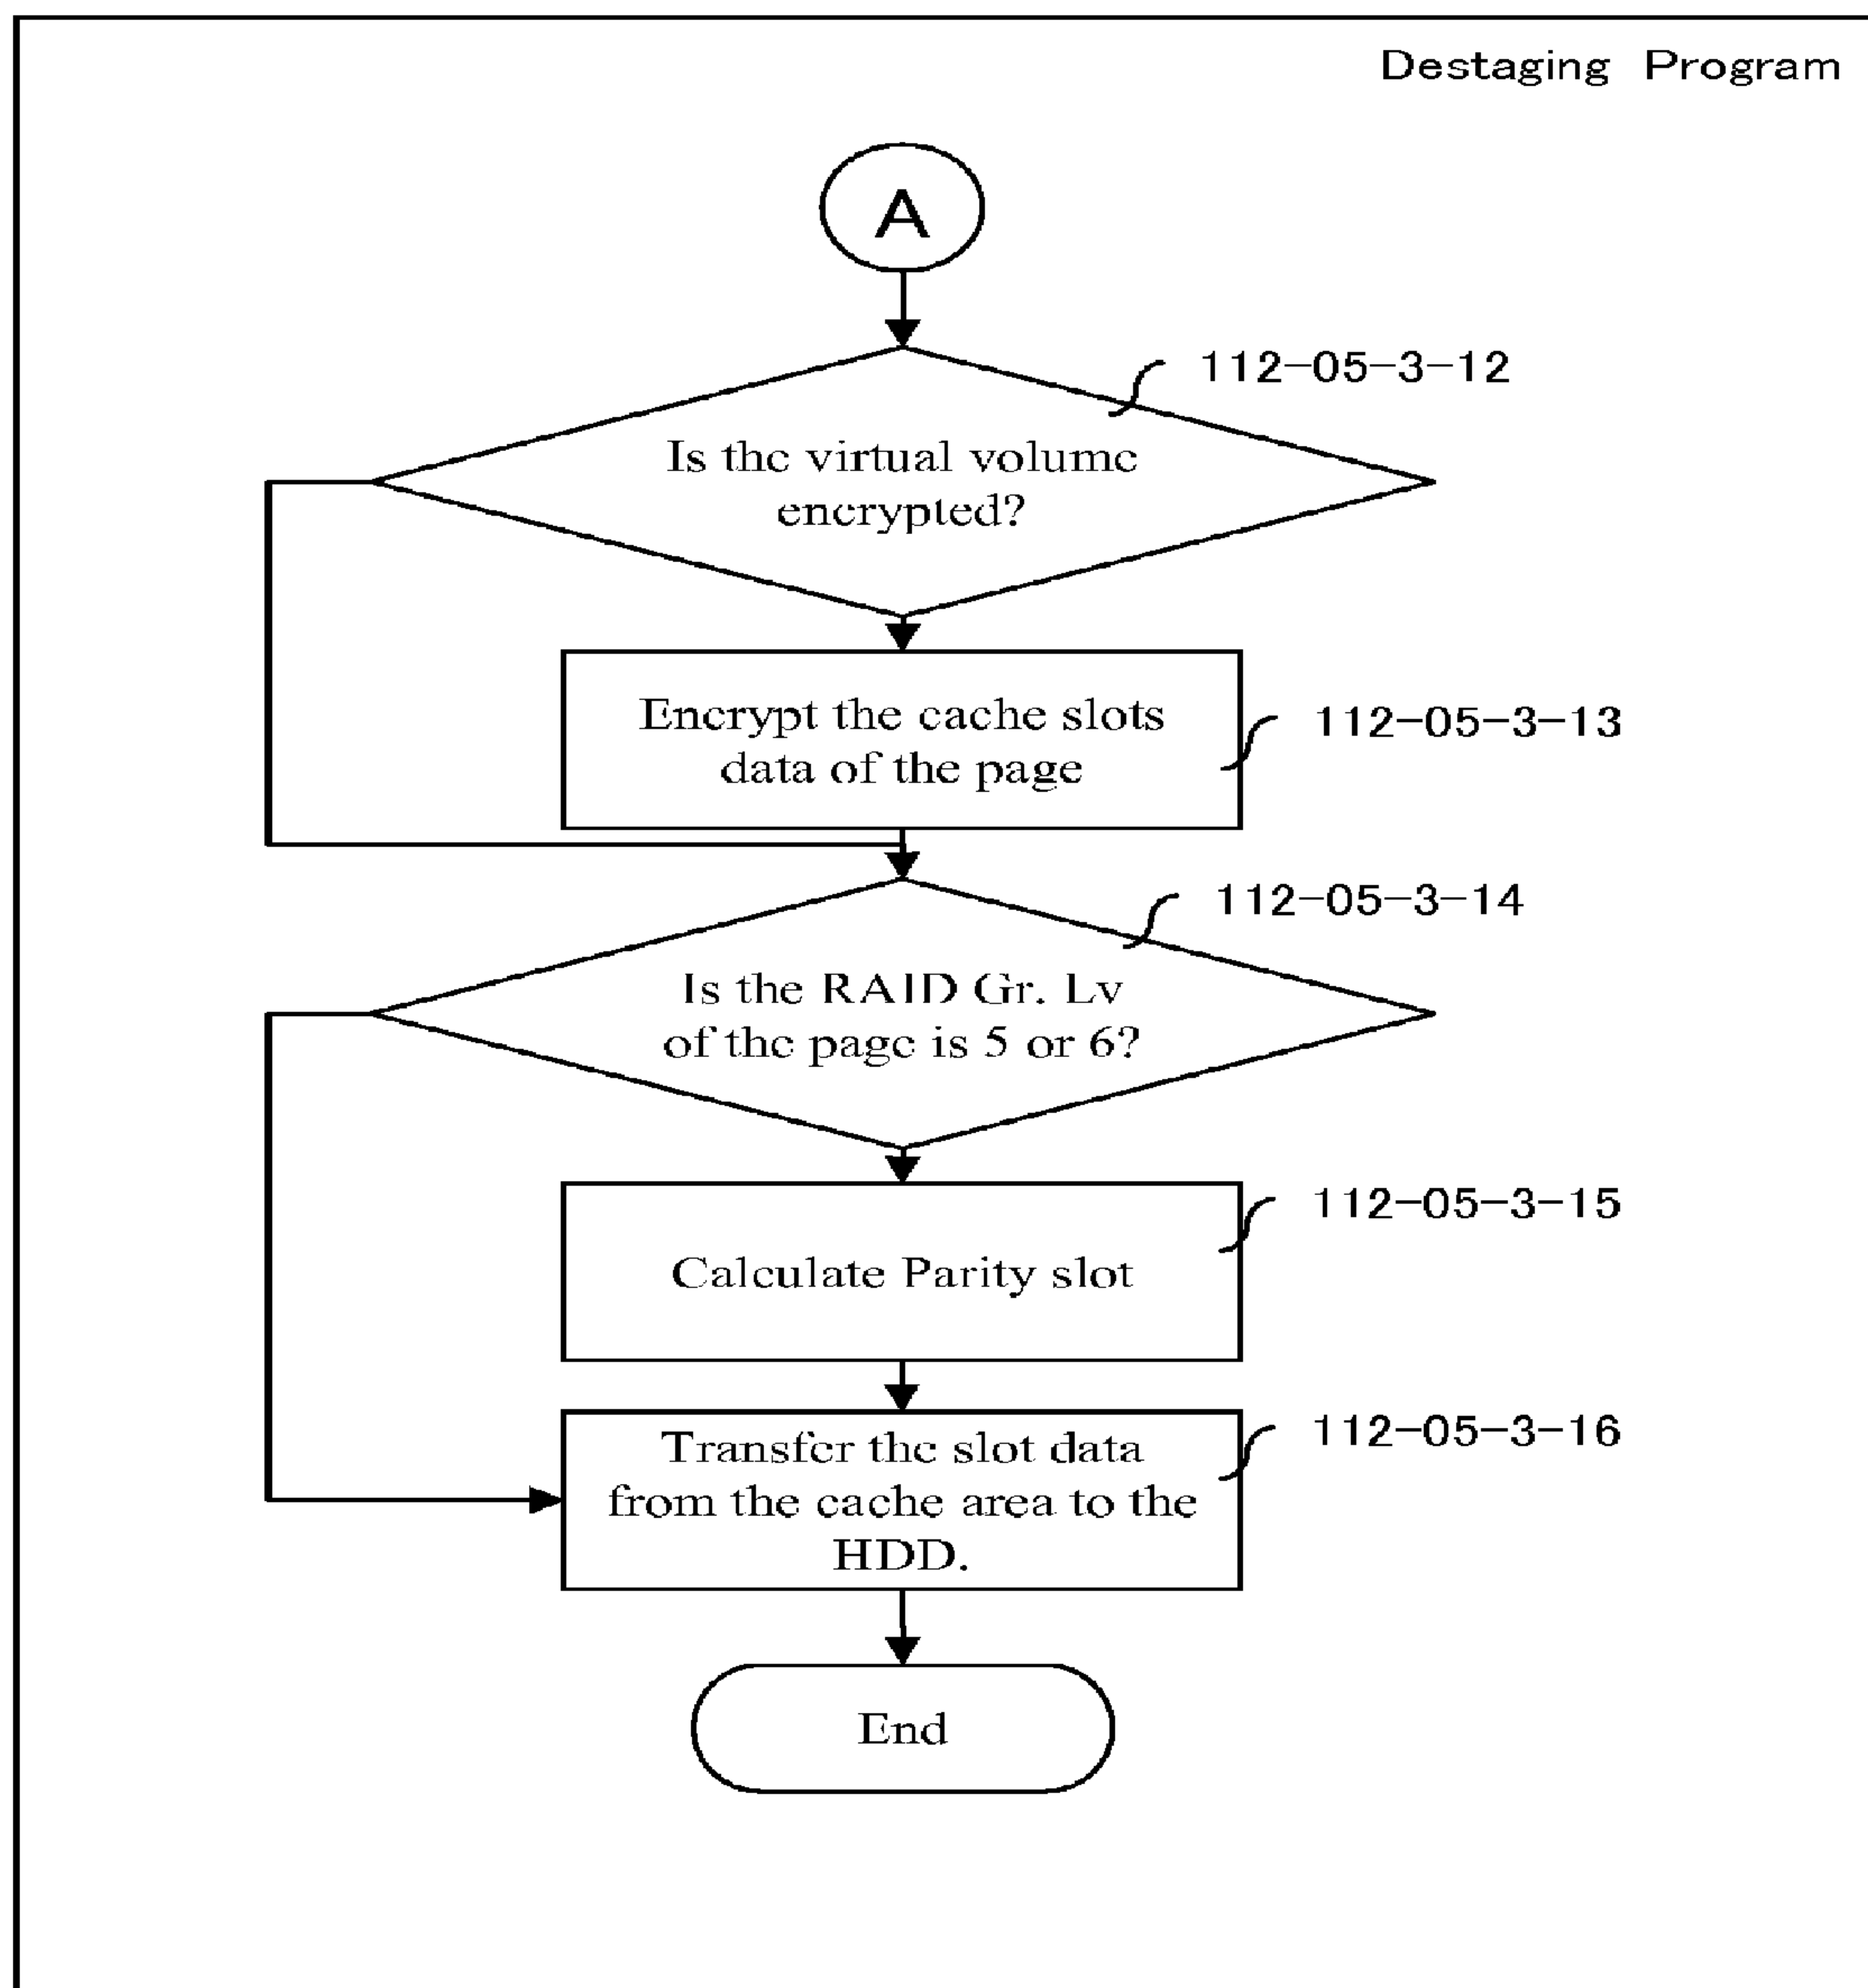 Destaging Program
A
112-05-3-12
Is the virtual volume
encrypted?
Encrypt the cache slots
data of the page
112-05-3-13
112-05-3-14
Is the RAID Gr. Lv
of the page is 5 or 6?
112-05-3-15
Calculate Parity slot
112-05-3-16
Transfer the slot data
from the cache area to the
HDD.
End